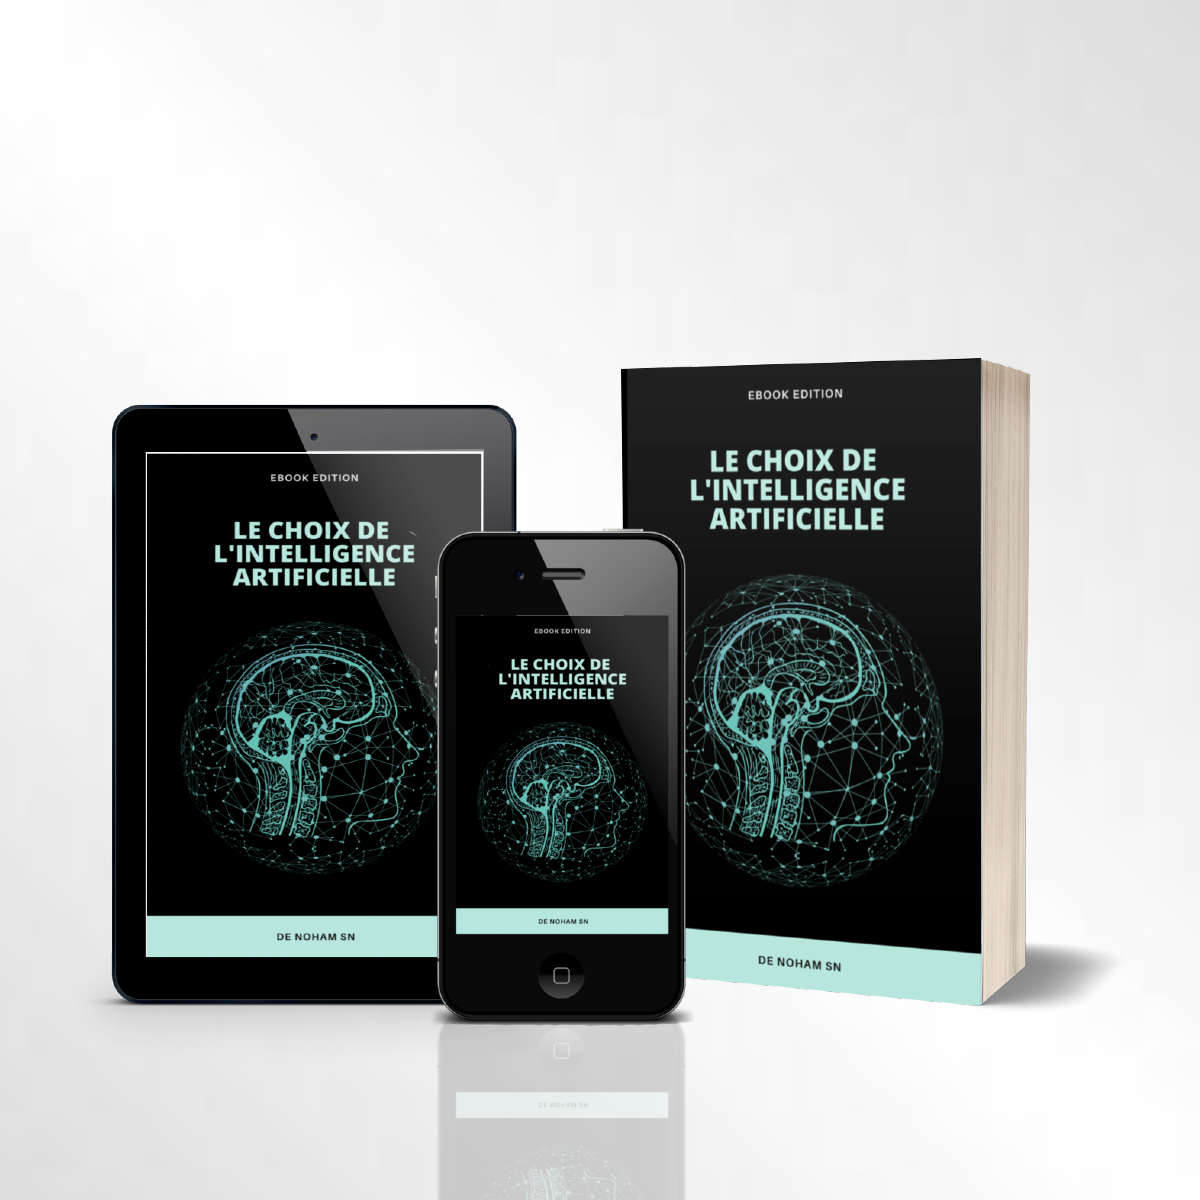 EBOOK EDITION
LE CHOIX DE
L'INTELLIGENCE
ARTIFICIELLE
DE NOHAM SN
EBOOK EDITION
LE CHOIX DE
L'INTELLIGENCE
ARTIFICIELLE
DE NOHAM SN
EBOOK EDITION
LE CHOIX DE
L'INTELLIGENCE
ARTIFICIELLE
DE NOHAM SN